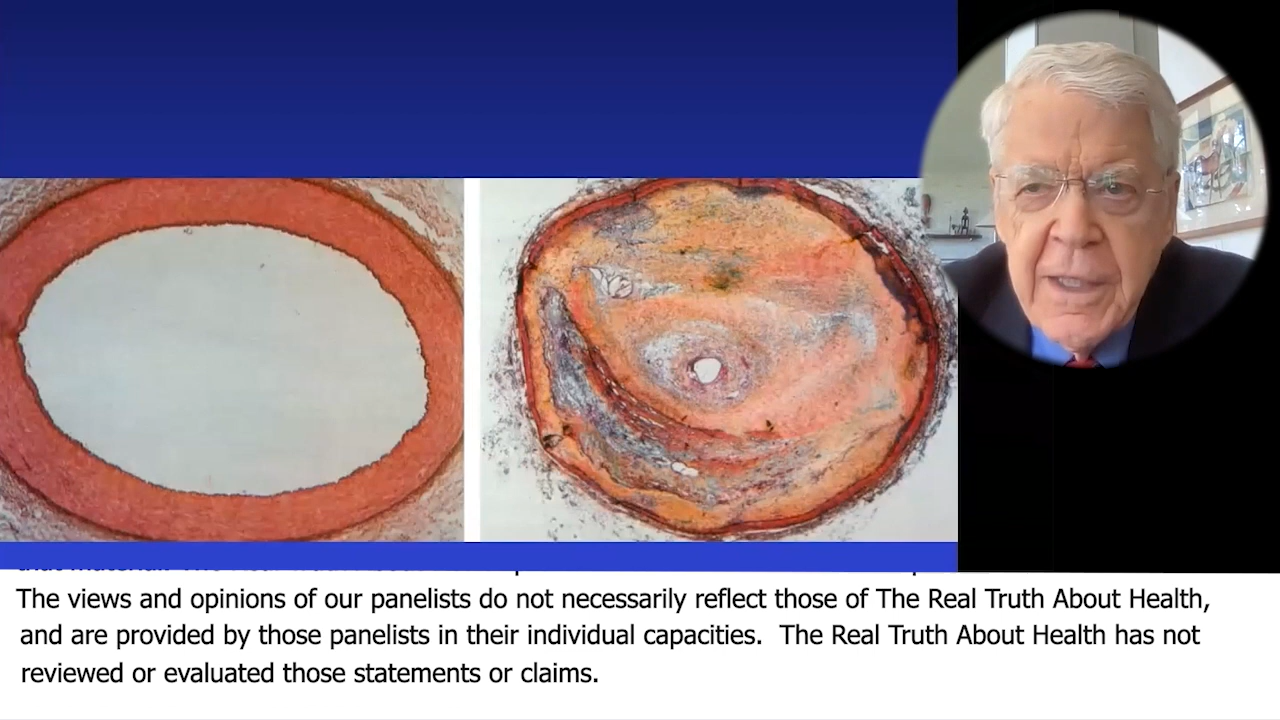 The views and opinions of our panelists do not necessarily reflect those of The Real Truth About Health,
and are provided by those panelists in their individual capacities.  The Real Truth About Health has not
reviewed or evaluated those statements or claims.